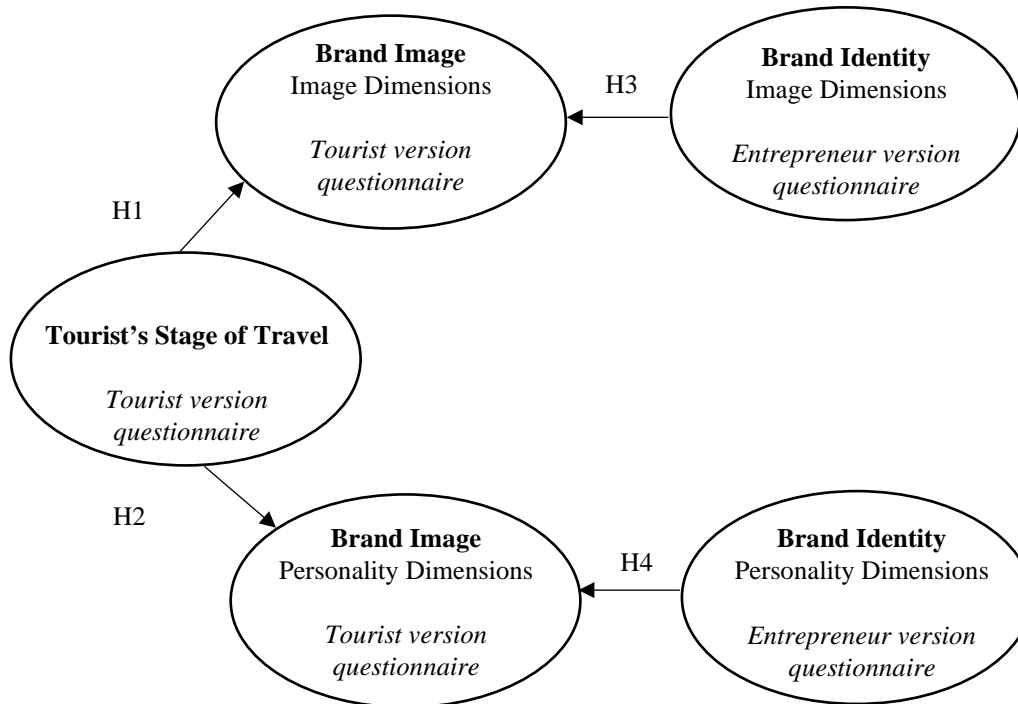 Brand Image
Image Dimensions
Tourist version
questionnaire
H3
Brand Identity
Image Dimensions
Entrepreneur version
questionnaire
H1
Tourist’s Stage of Travel
Tourist version
questionnaire
H2
Brand Image
Personality Dimensions
Tourist version
questionnaire
H4
Brand Identity
Personality Dimensions
Entrepreneur version
questionnaire